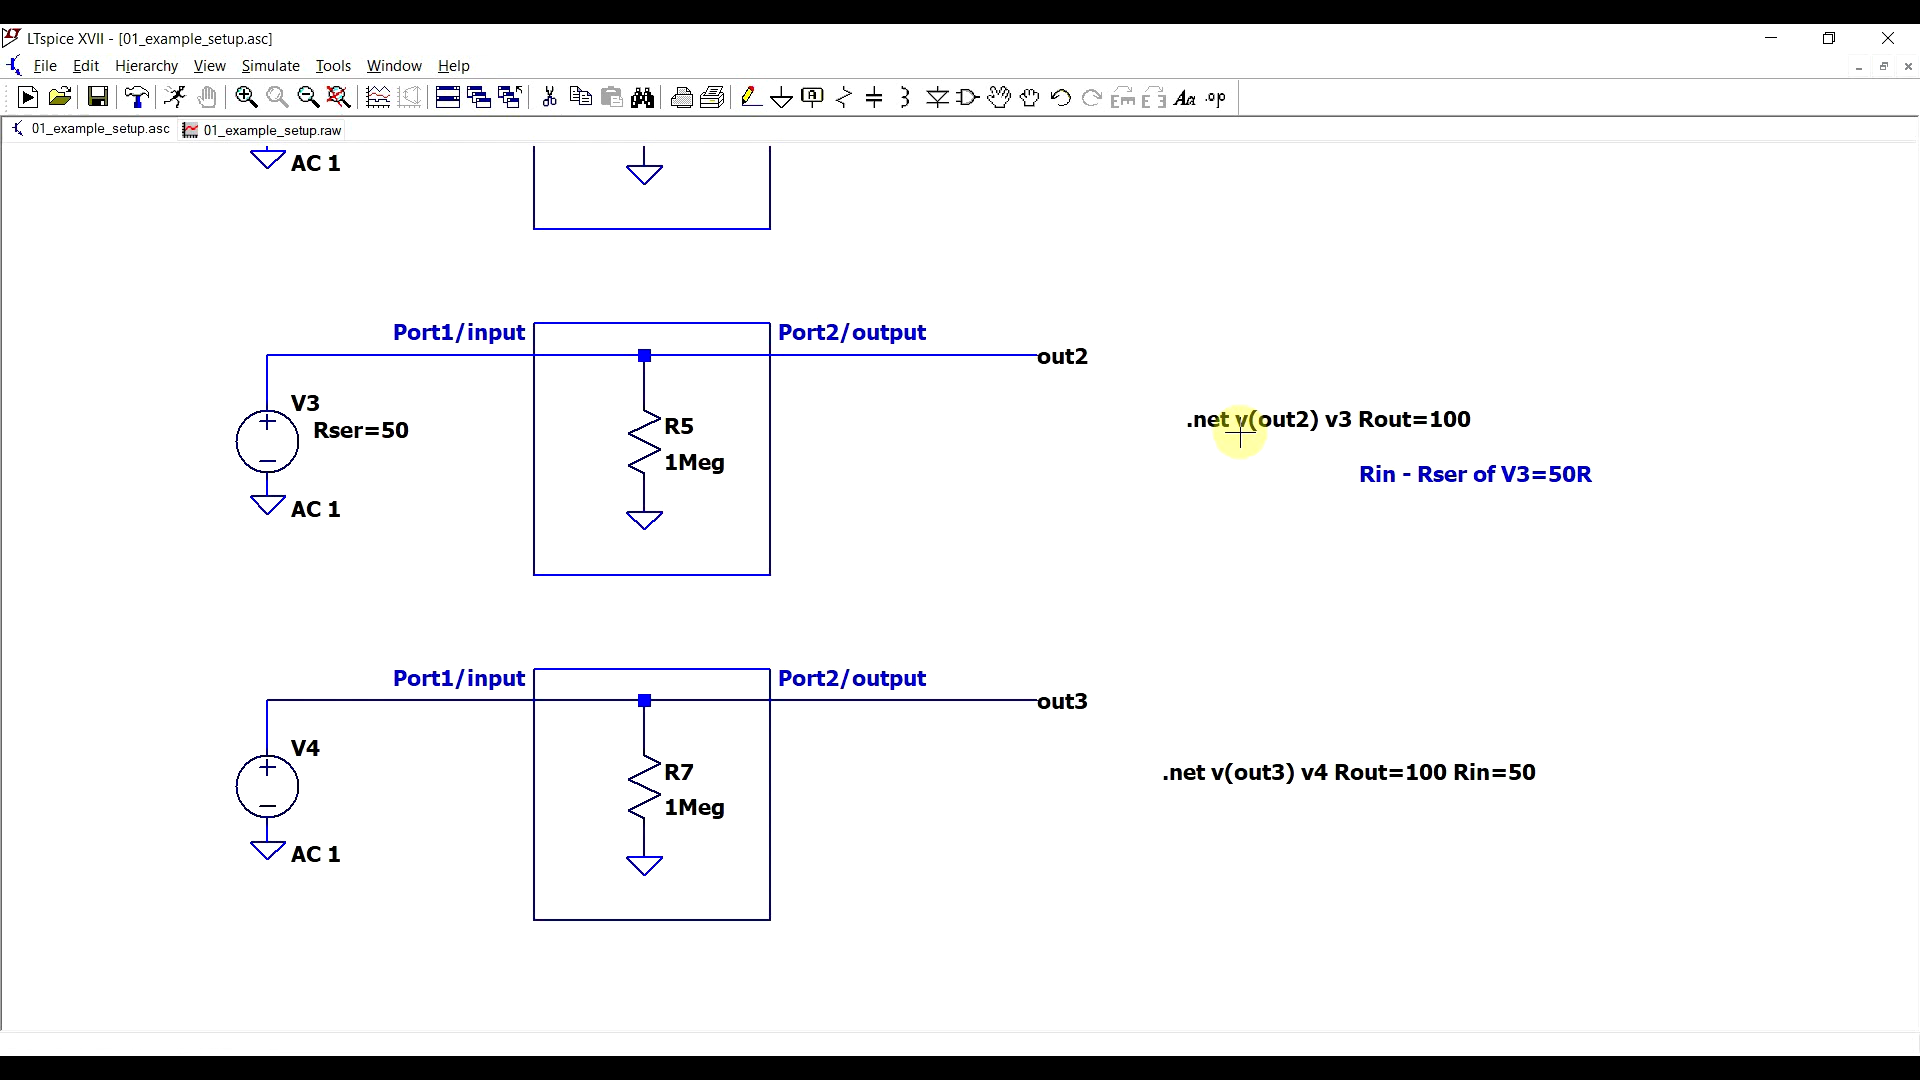 LTspice XVII - [01_example_setup.asc]
File Edit Hierarchy View Simulate Tools Window Help
01_example_setup.asc 01_example_setup.raw
AC 1
Port1/input Port2/output
out2
V3
Rser=50
R5
1Meg
AC 1
.net v(out2) v3 Rout=100
Rin - Rser of V3=50R
Port1/input Port2/output
out3
V4
R7
1Meg
AC 1
.net v(out3) v4 Rout=100 Rin=50